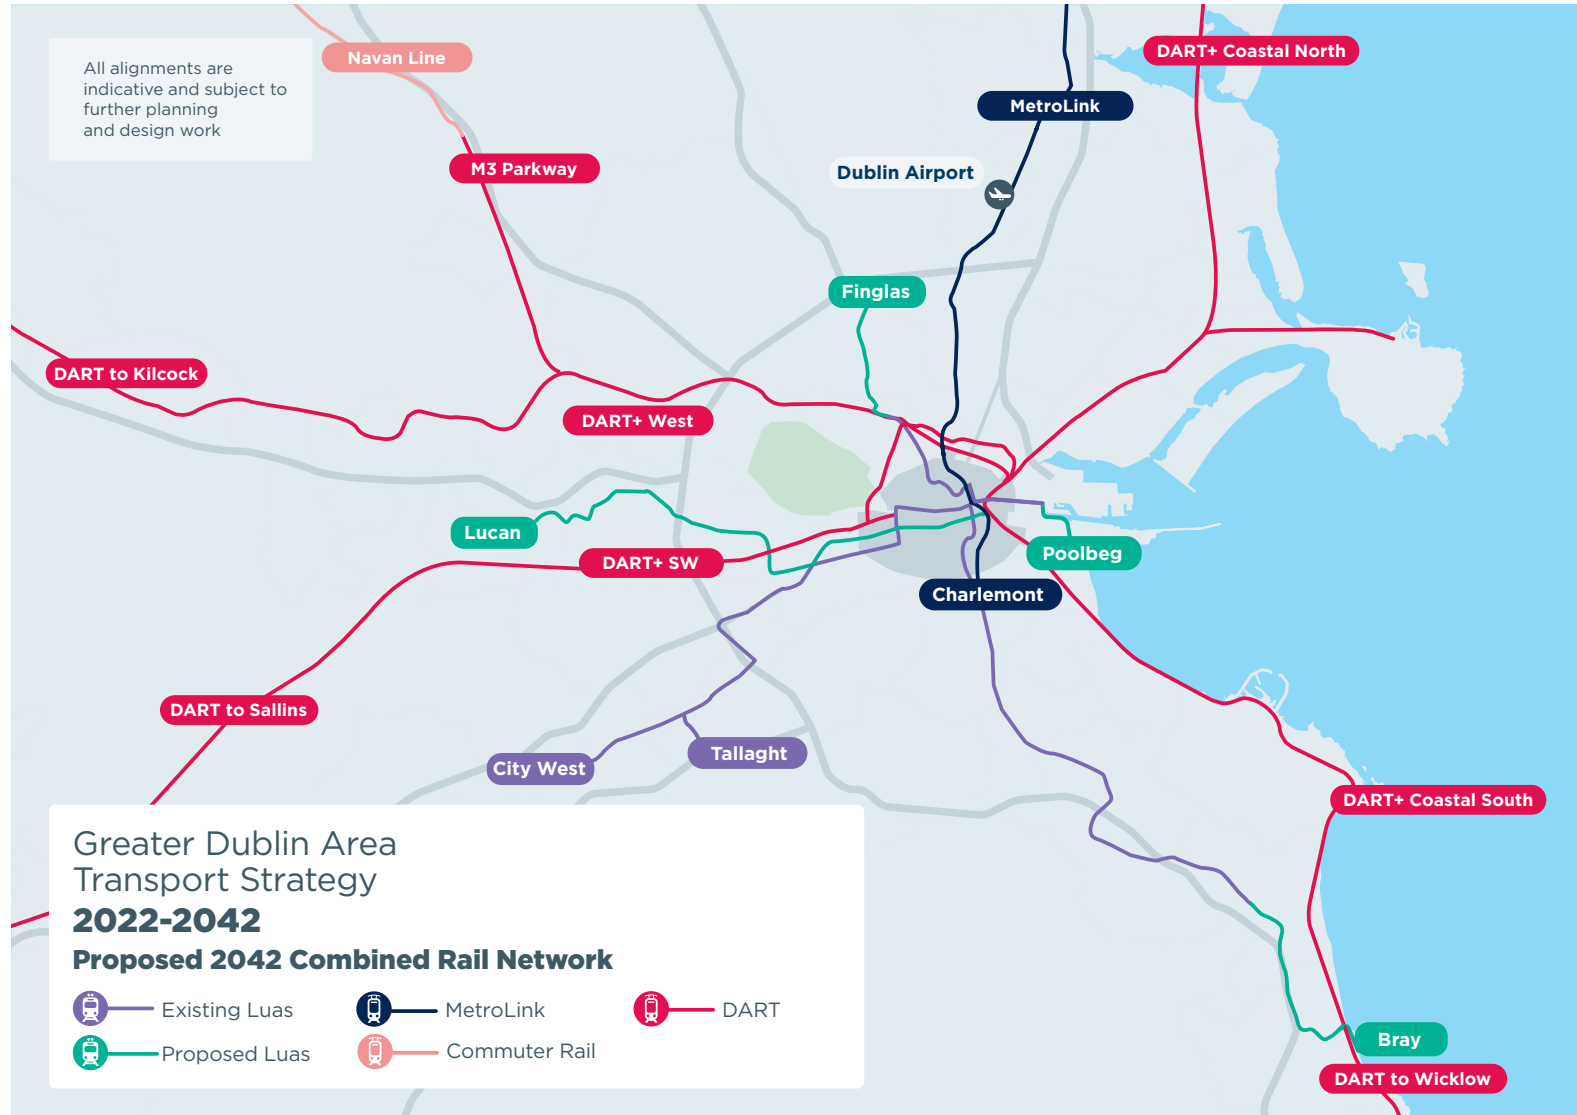 All alignments are
indicative and subject to
further planning
and design work
Navan Line
DART+ Coastal North
MetroLink
M3 Parkway
Dublin Airport
Finglas
DART to Kilcock
DART+ West
Lucan
DART+ SW
Poolbeg
Charlemont
DART to Sallins
City West
Tallaght
DART+ Coastal South
Bray
DART to Wicklow
Greater Dublin Area
Transport Strategy
2022-2042
Proposed 2042 Combined Rail Network
Existing Luas
MetroLink
DART
Proposed Luas
Commuter Rail